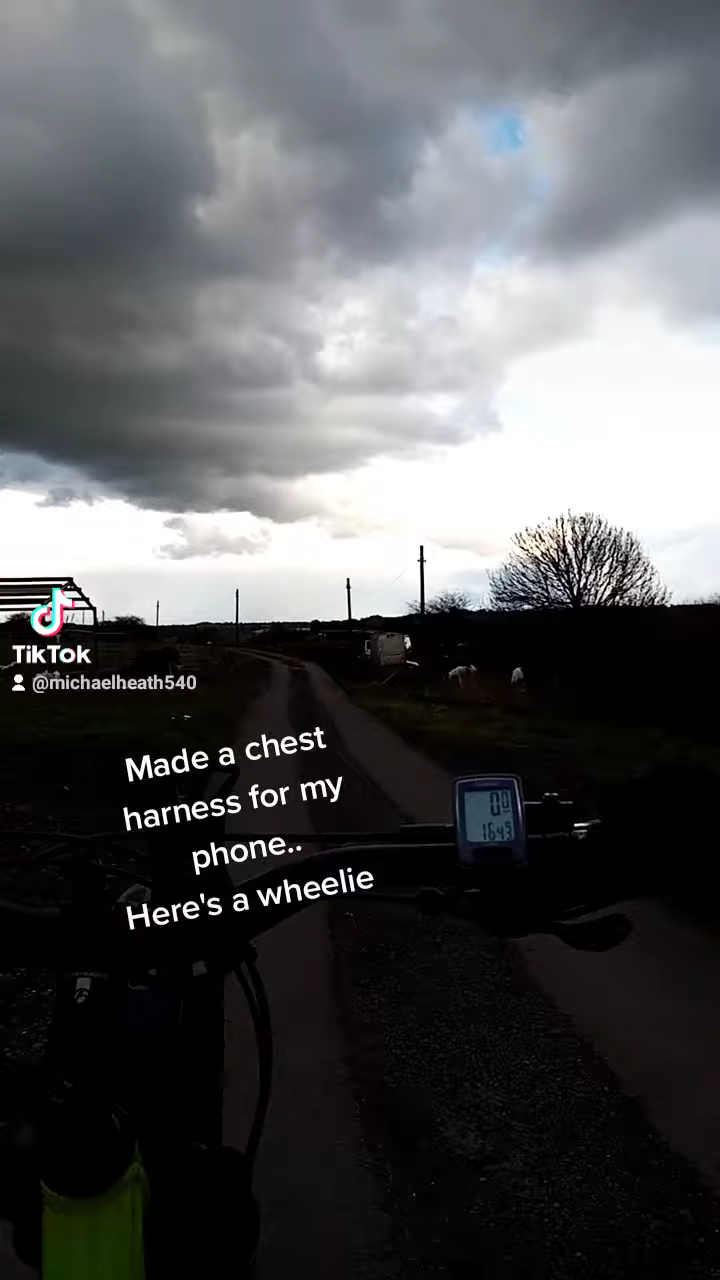 TikTok
@michaelheath540
Made a chest
harness for my
phone..
Here's a wheelie
00
1643